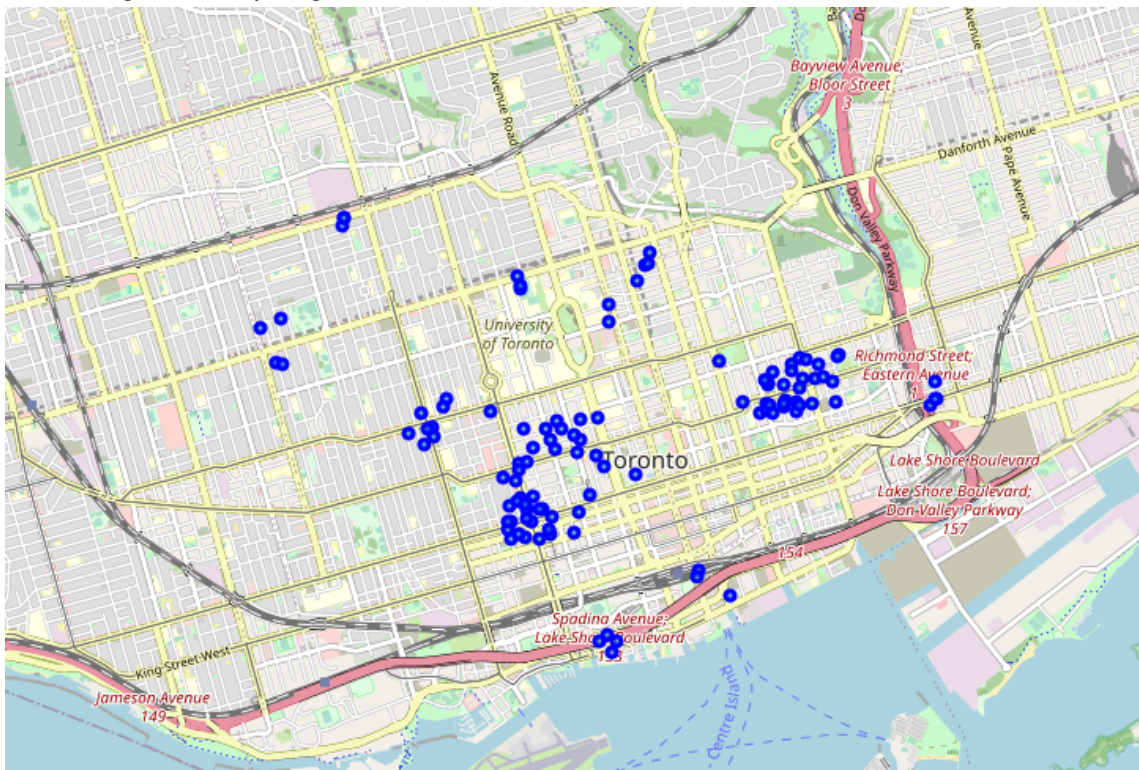 Avenue Road
Bayview Avenue;
Bloor Street
3
Danforth Avenue
Pape Avenue
Don Valley Parkway
University
of Toronto
Richmond Street;
Eastern Avenue
1
Toronto
Lake Shore Boulevard
Lake Shore Boulevard;
Don Valley Parkway
157
154
Spadina Avenue;
Lake Shore Boulevard
153
King Street West
Jameson Avenue
149
Centre Island